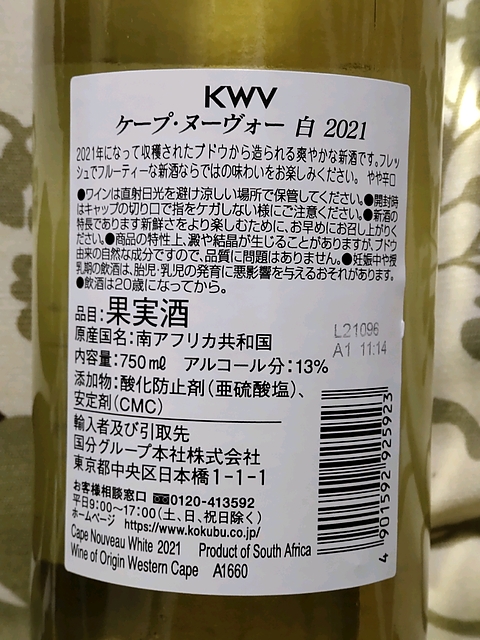 KWV
ケープ・ヌーヴォー 白 2021
2021年になって収穫されたブドウから造られる爽やかな新酒です。フレッ
シュでフルーティーな新酒ならではの味わいをお楽しみください。 やや辛口
●ワインは直射日光を避け涼しい場所で保管してください。●開封時
はキャップの切り口で指をケガしない様にご注意ください。●新酒の
特長であります新鮮さをより楽しむために、お早めにお召し上がりく
ださい。●商品の特性上、澱や結晶が生じることがありますが、ブドウ
由来の自然な成分ですので、品質に問題はありません。●妊娠中や授
乳期の飲酒は、胎児・乳児の発育に悪影響を与えるおそれがあります。
●飲酒は20歳になってから。
品目:果実酒
原産国名:南アフリカ共和国
内容量:750㎖ アルコール分:13%
添加物:酸化防止剤(亜硫酸塩)、
安定剤(CMC)
L21096
A1 11:14
輸入者及び引取先
国分グループ本社株式会社
東京都中央区日本橋1-1-1
お客様相談窓口 0120-413592
平日9:00～17:00(土、日、祝日除く)
ホームページ https://www.kokubu.co.jp/
Cape Nouveau White 2021 Product of South Africa
Wine of Origin Western Cape A1660
4 901592 925923